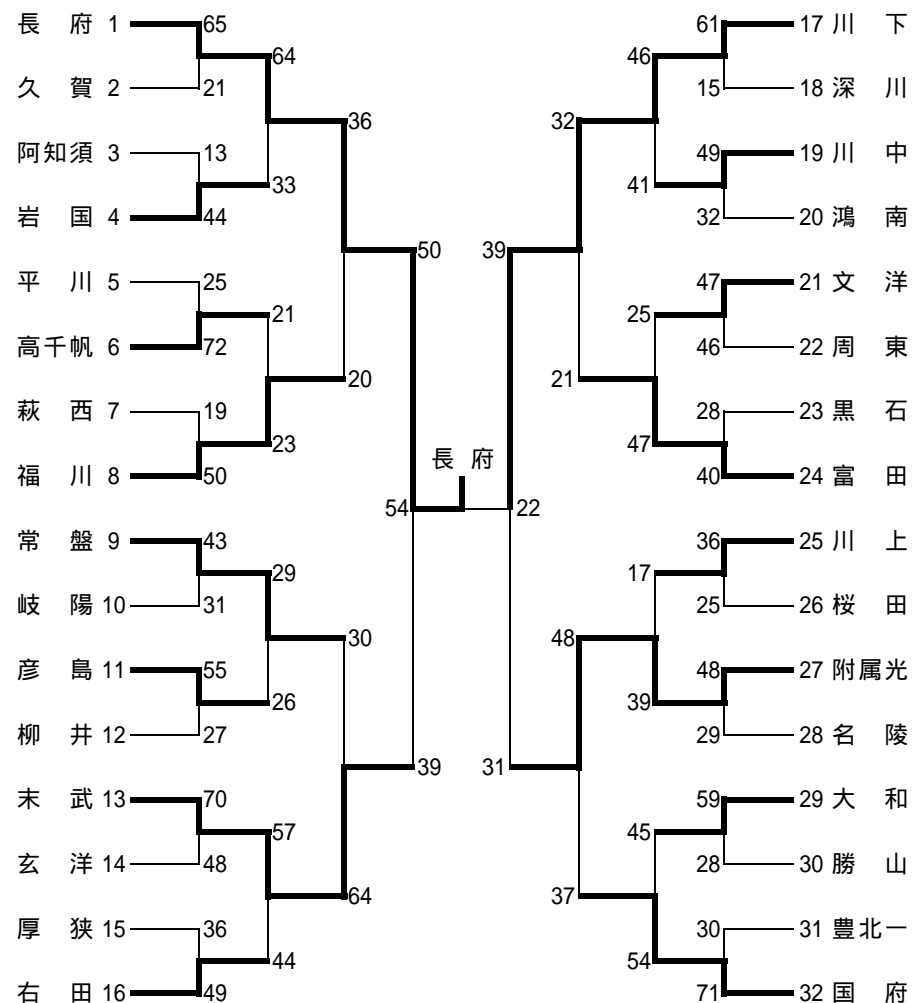 長府 1 65 61 17 川下
64 46
久賀 2 21 15 18 深川
36 32
阿知須 3 13 49 19 川中
33 41
岩国 4 44 32 20 鴻南
50 39
平川 5 25 47 21 文洋
21 25
高千帆 6 72 46 22 周東
20 21
萩西 7 19 28 23 黒石
23 47
長府
福川 8 50 40 24 富田
54 22
常盤 9 43 36 25 川上
29 17
岐陽 10 31 25 26 桜田
30 48
彦島 11 55 48 27 附属光
26 39
柳井 12 27 29 28 名陵
39 31
末武 13 70 59 29 大和
57 45
玄洋 14 48 28 30 勝山
64 37
厚狭 15 36 30 31 豊北一
44 54
右田 16 49 71 32 国府